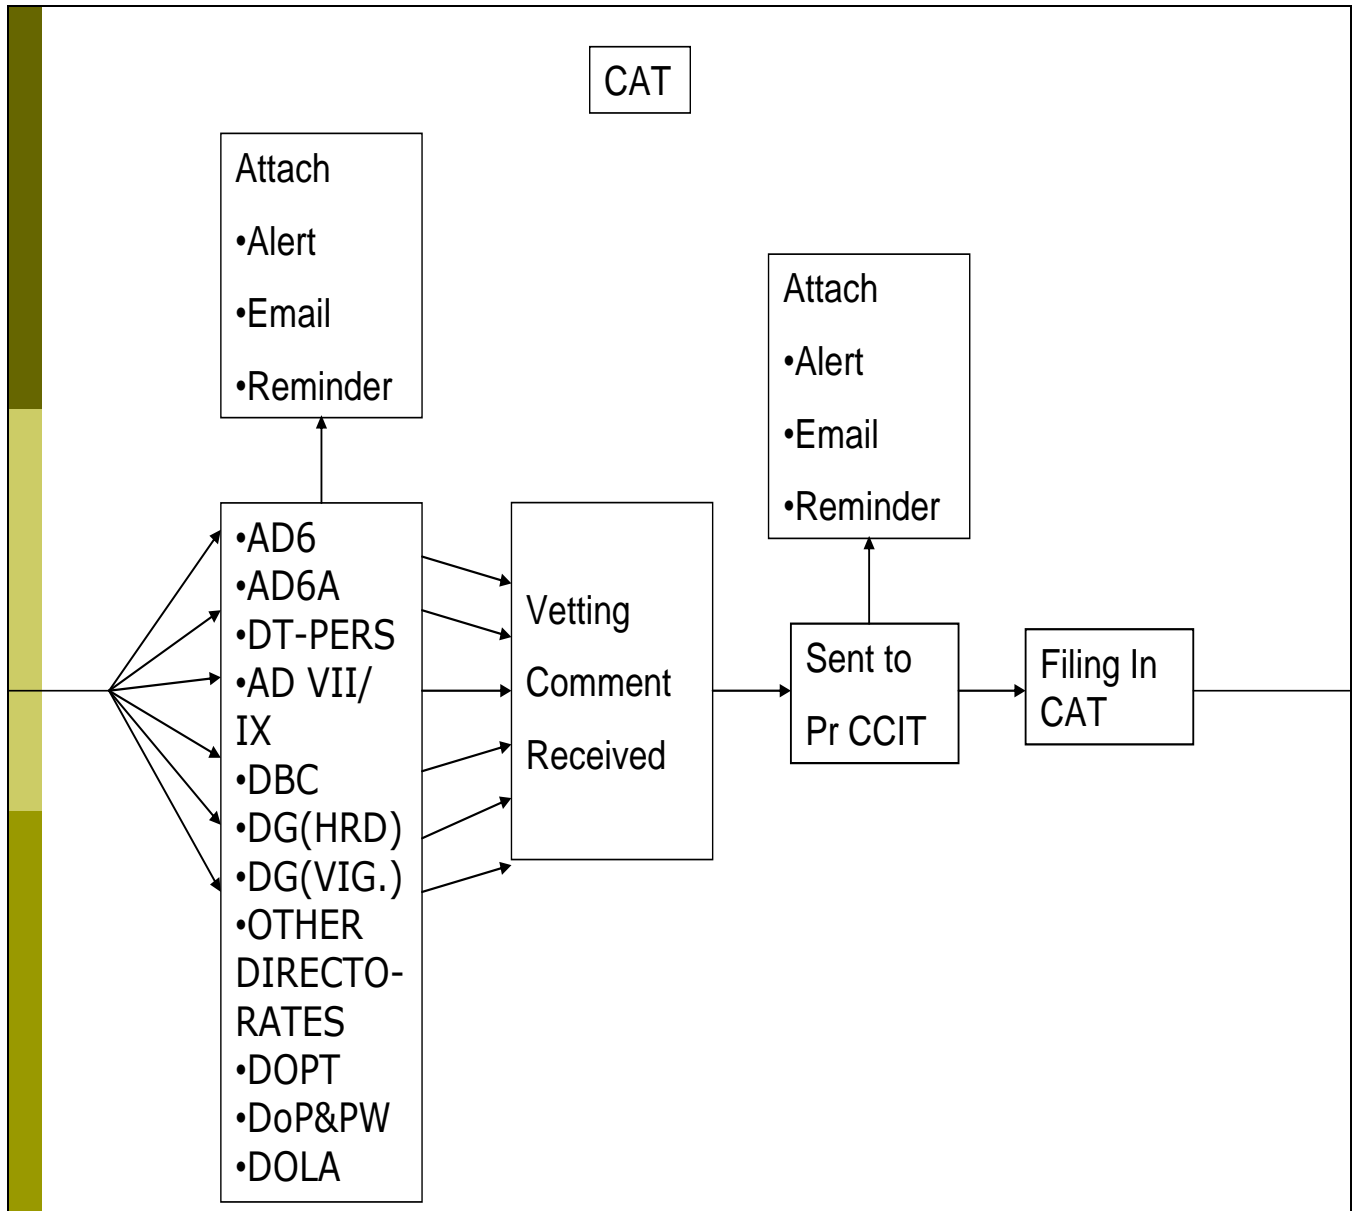 CAT
Attach
•Alert
•Email
•Reminder
Attach
•Alert
•Email
•Reminder
•AD6
•AD6A
•DT-PERS
•AD VII/
IX
•DBC
•DG(HRD)
•DG(VIG.)
•OTHER
DIRECTO-
RATES
•DOPT
•DoP&PW
•DOLA
Vetting
Comment
Received
Sent to
Pr CCIT
Filing In
CAT